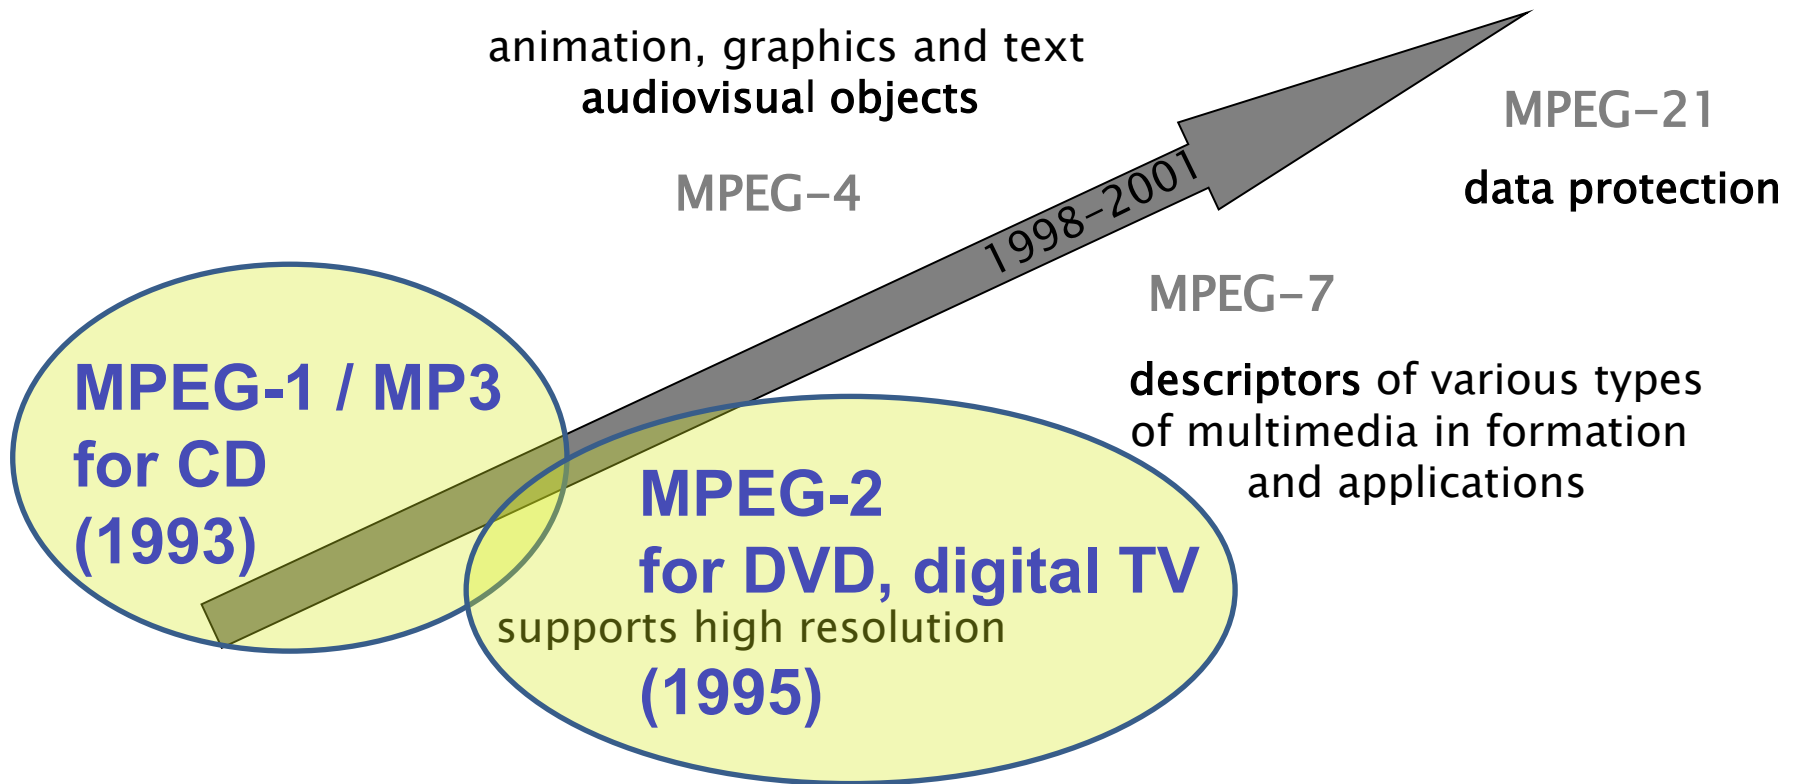 animation, graphics and text
audiovisual objects
MPEG-4
1998-2001
MPEG-21
data protection
MPEG-7
descriptors of various types
of multimedia in formation
and applications
MPEG-1 / MP3
for CD
(1993)
MPEG-2
for DVD, digital TV
supports high resolution
(1995)